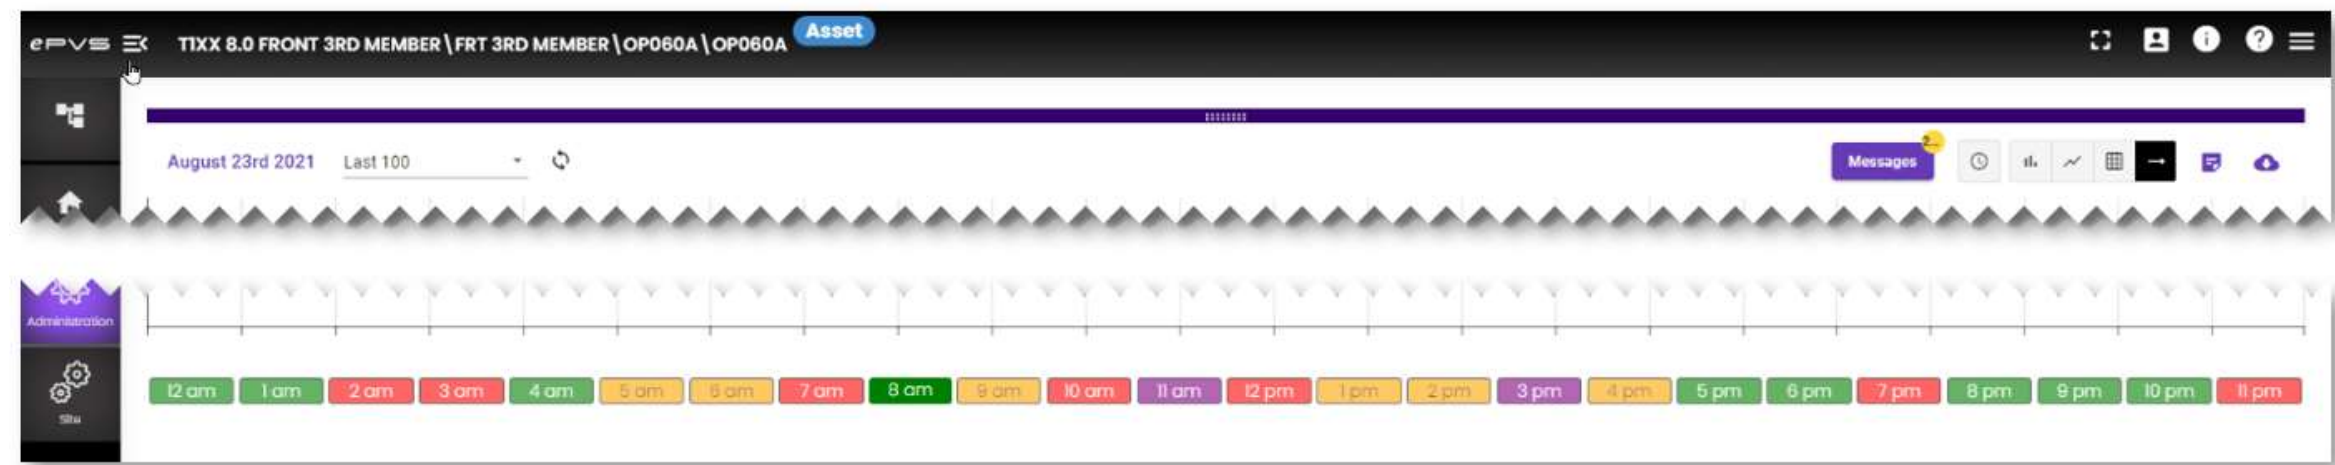 ePVS T1XX 8.0 FRONT 3RD MEMBER\FRT 3RD MEMBER\OP060A\OP060A Asset
August 23rd 2021 Last 100 Messages 2...
Administration
12 am 1 am 2 am 3 am 4 am 5 am 6 am 7 am 8 am 9 am 10 am 11 am 12 pm 1 pm 2 pm 3 pm 4 pm 5 pm 6 pm 7 pm 8 pm 9 pm 10 pm 11 pm
Site